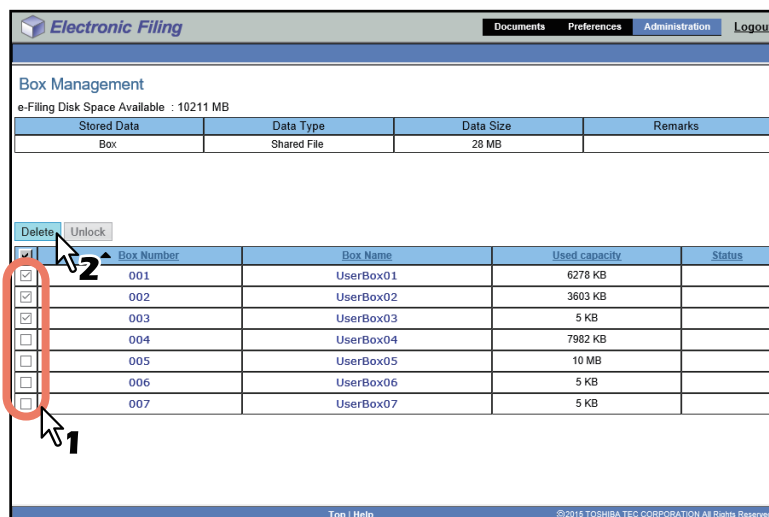 Electronic Filing Documents Preferences Administration Logou
Box Management
e-Filing Disk Space Available : 10211 MB
Stored Data Data Type Data Size Remarks
Box Shared File 28 MB
Delete Unlock
2
Box Number Box Name Used capacity Status
001 UserBox01 6278 KB
002 UserBox02 3603 KB
003 UserBox03 5 KB
004 UserBox04 7982 KB
005 UserBox05 10 MB
006 UserBox06 5 KB
007 UserBox07 5 KB
1
Top | Help ©2015 TOSHIBA TEC CORPORATION All Rights Reserved